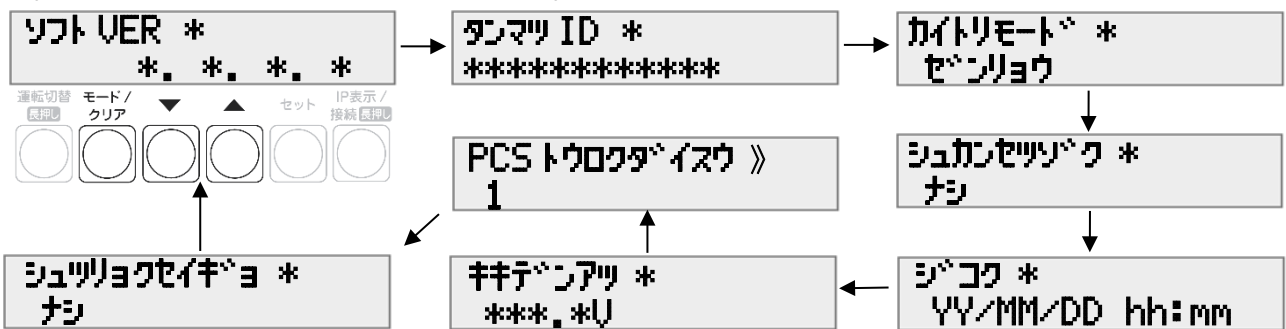 ソフト VER *
*. *. *. *
タンマツ ID *
************
カイトリモード *
ゼンリョウ
運転切替 モード / ▼ ▲ セット IP表示 /
長押し クリア 接続 長押し
PCS トウロクダイスウ 》
1
シュカンセツゾク *
ナシ
シュツリョクセイギョ *
ナシ
キキデンアツ *
***.*V
ジコク *
YY/MM/DD hh:mm